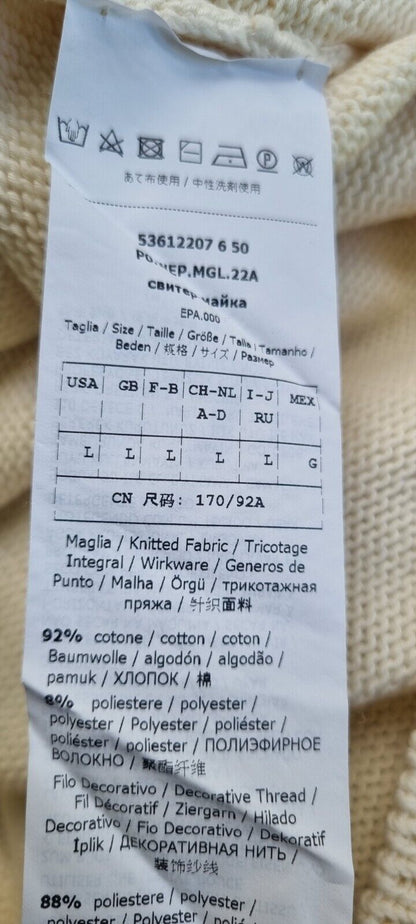 あて布使用 / 中性洗剤使用
53612207 6 50
.MGL.22A
свитер майка
EPA.000
Taglia / Size / Taille / Größe / Talla / Tamanho /
Beden / 规格 / サイズ / Размер
USA GB F-B CH-NL I-J MEX
A-D RU
L L L L L G
CN 尺码: 170/92A
Maglia / Knitted Fabric / Tricotage
Integral / Wirkware / Generos de
Punto / Malha / Örgü / трикотажная
пряжа / 针织面料
92% cotone / cotton / coton /
Baumwolle / algodón / algodão /
pamuk / ХЛОПОК / 棉
8% poliestere / polyester /
polyester / Polyester / poliéster /
poliéster / poliester / ПОЛИЭФИРНОЕ
ВОЛОКНО / 聚酯纤维
Filo Decorativo / Decorative Thread /
Fil Décoratif / Ziergarn / Hilado
Decorativo / Fio Decorativo / Dekoratif
İplik / ДЕКОРАТИВНАЯ НИТЬ /
装饰纱线
88% poliestere / polyester /
polyester / Polyester / poliéster